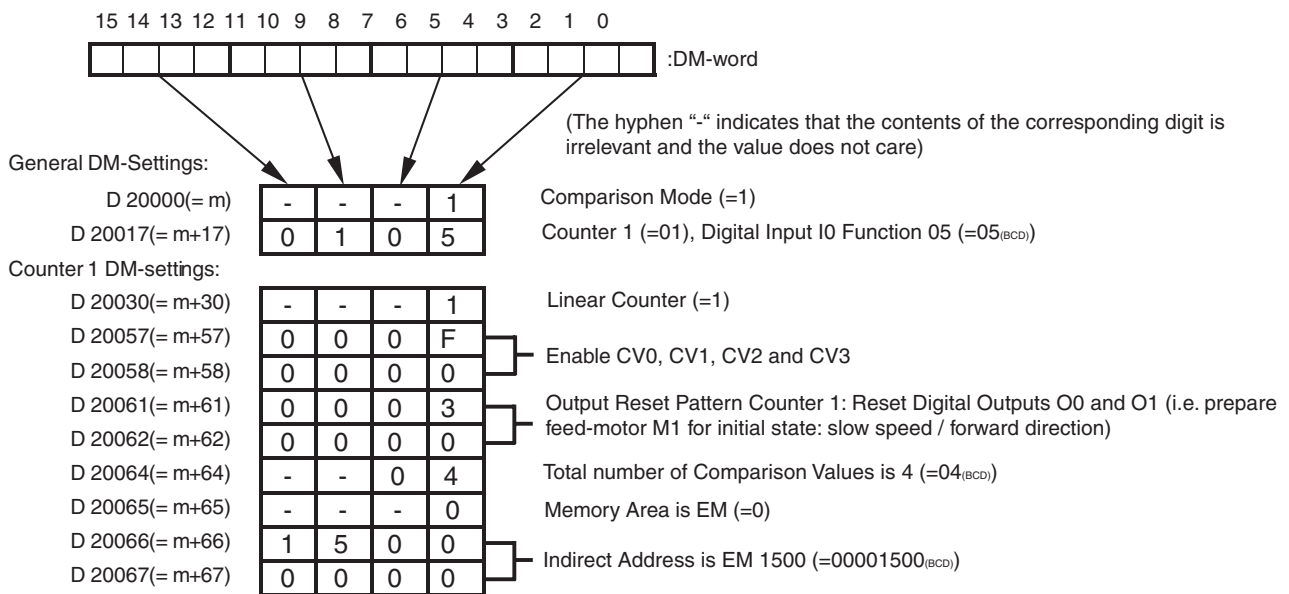 15 14 13 12 11 10 9 8 7 6 5 4 3 2 1 0
:DM-word
(The hyphen “-“ indicates that the contents of the corresponding digit is
irrelevant and the value does not care)
General DM-Settings:
D 20000(= m) - - - 1 Comparison Mode (=1)
D 20017(= m+17) 0 1 0 5 Counter 1 (=01), Digital Input I0 Function 05 (=05(BCD))
Counter 1 DM-settings:
D 20030(= m+30) - - - 1 Linear Counter (=1)
D 20057(= m+57) 0 0 0 F
Enable CV0, CV1, CV2 and CV3
D 20058(= m+58) 0 0 0 0
D 20061(= m+61) 0 0 0 3 Output Reset Pattern Counter 1: Reset Digital Outputs O0 and O1 (i.e. prepare
D 20062(= m+62) 0 0 0 0 feed-motor M1 for initial state: slow speed / forward direction)
D 20064(= m+64) - - 0 4 Total number of Comparison Values is 4 (=04(BCD))
D 20065(= m+65) - - - 0 Memory Area is EM (=0)
D 20066(= m+66) 1 5 0 0
Indirect Address is EM 1500 (=00001500(BCD))
D 20067(= m+67) 0 0 0 0